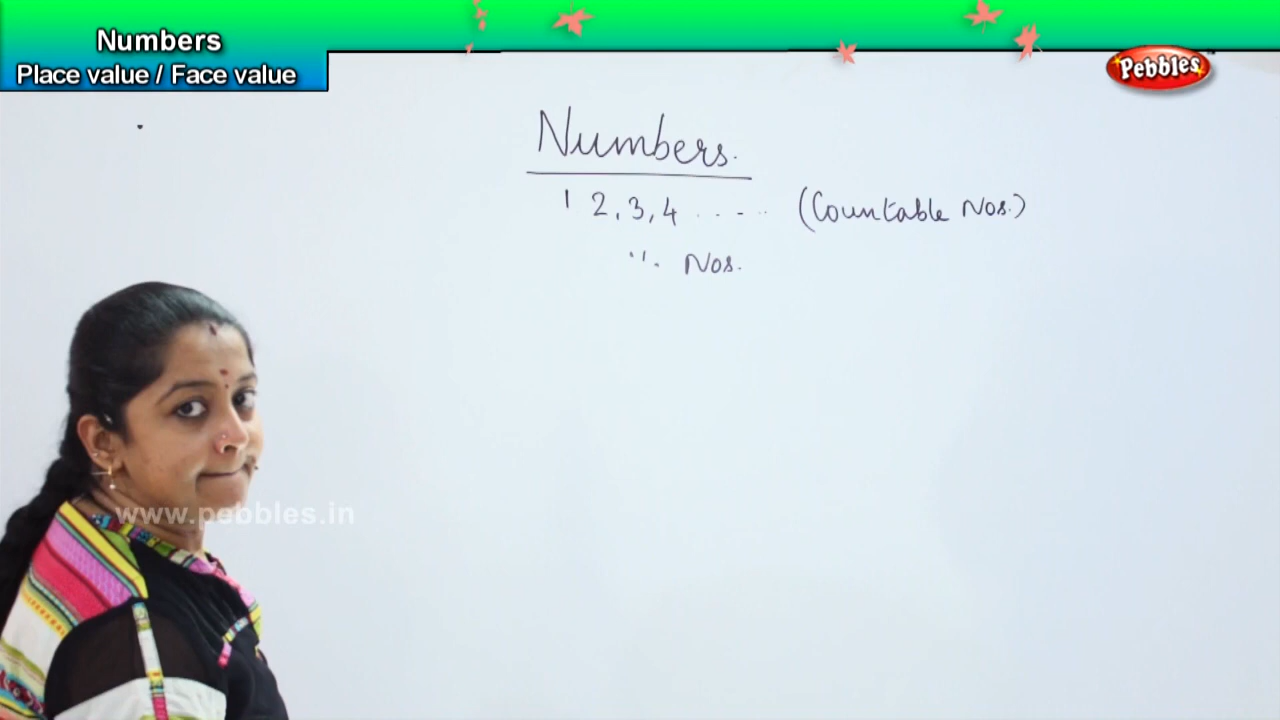 Numbers
Place value / Face value
Pebbles
Numbers.
1 2, 3, 4 ...... (Countable Nos.)
Nos.
www.pebbles.in